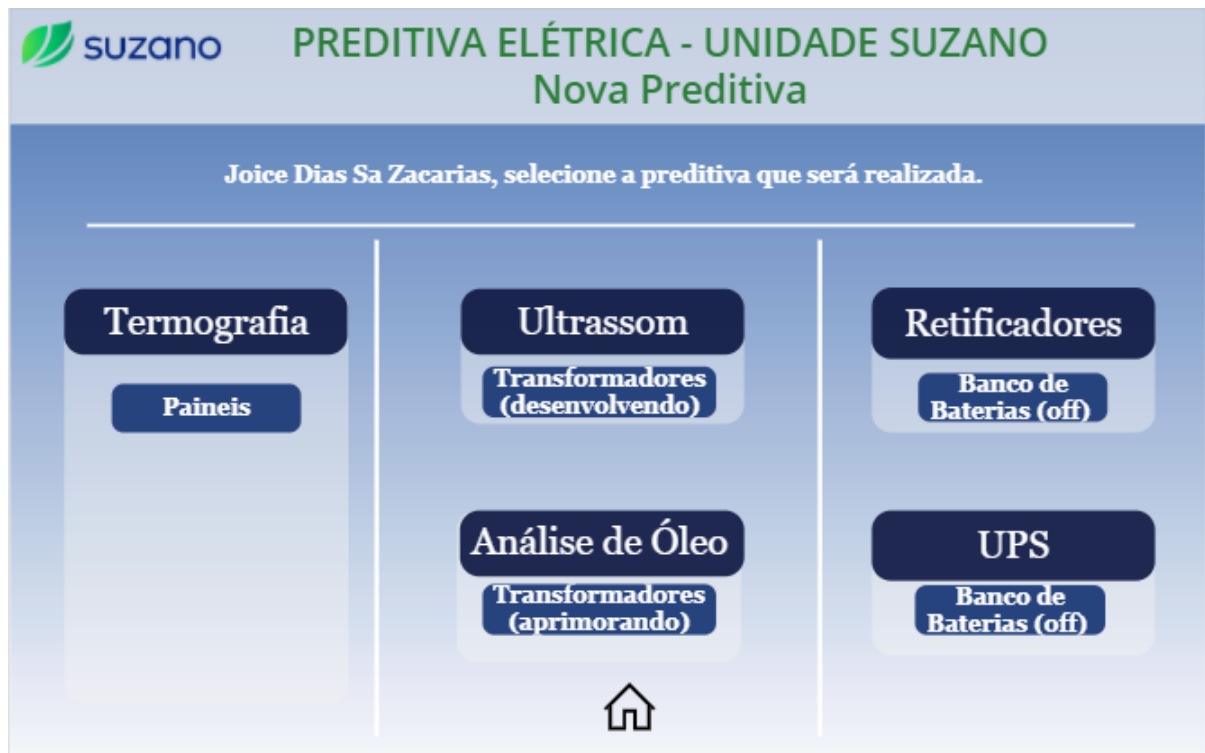 suzano
PREDITIVA ELÉTRICA - UNIDADE SUZANO
Nova Preditiva
Joice Dias Sa Zacarias, selecione a preditiva que será realizada.
Termografia
Paineis
Ultrassom
Transformadores
(desenvolvendo)
Análise de Óleo
Transformadores
(aprimorando)
Retificadores
Banco de
Baterias (off)
UPS
Banco de
Baterias (off)